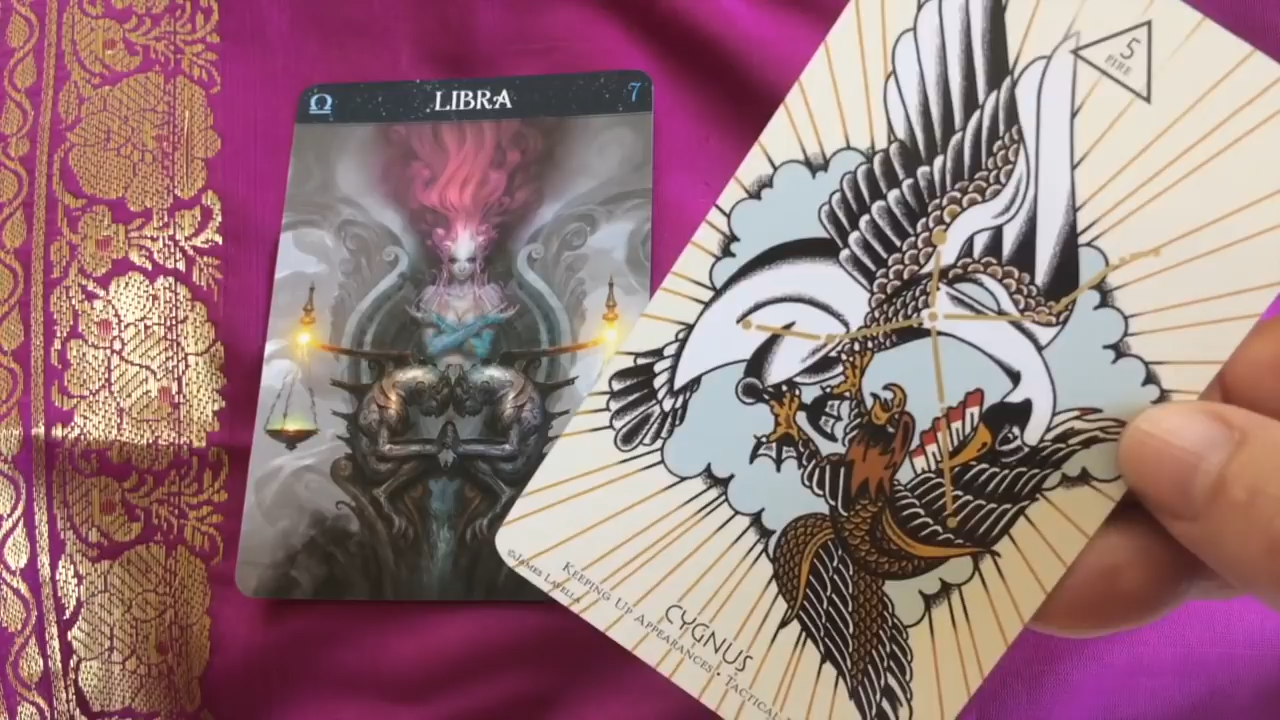 ♎ LIBRA 7
5
FIRE
CYGNUS
KEEPING UP APPEARANCES • TACTICAL
©JAMES LAVELLA